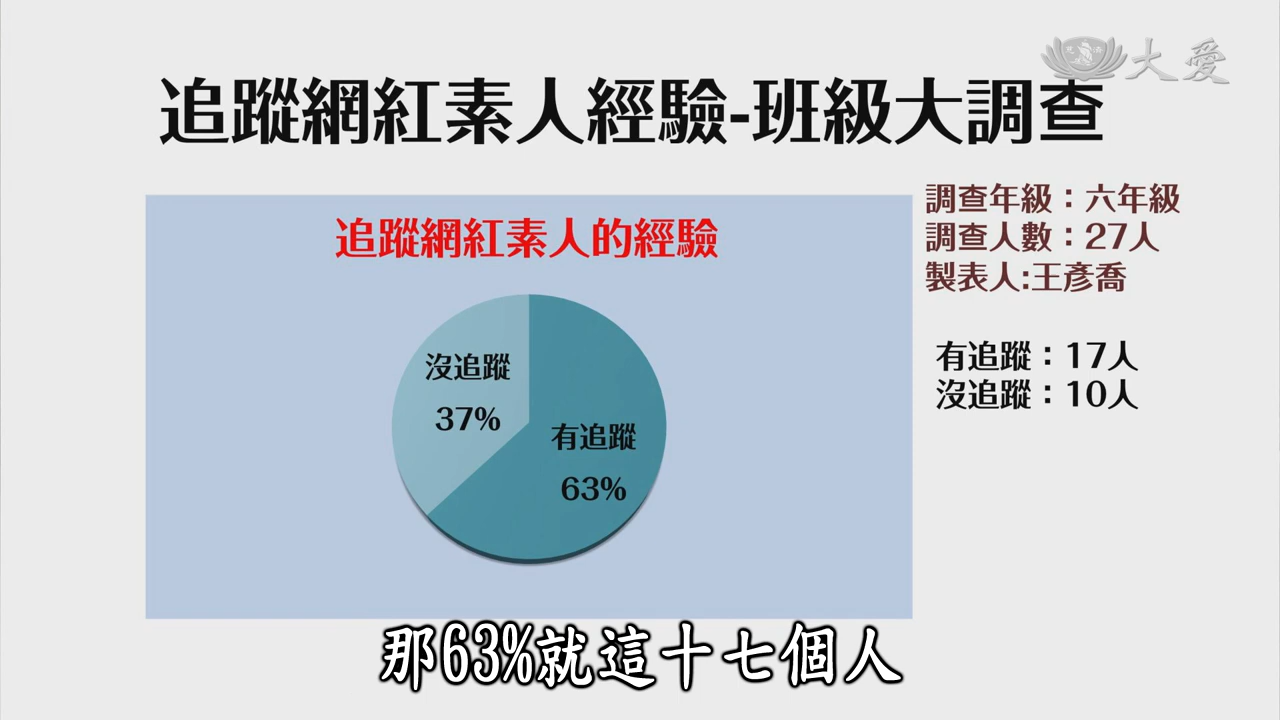 大愛
追蹤網紅素人經驗-班級大調查
追蹤網紅素人的經驗
沒追蹤
37%
有追蹤
63%
調查年級：六年級
調查人數：27人
製表人:王彥喬
有追蹤：17人
沒追蹤：10人
那63%就這十七個人